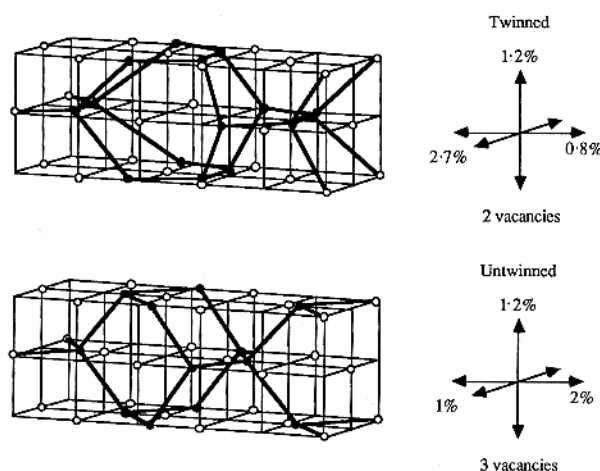 Twinned
1·2%
2.7%
0·8%
2 vacancies
Untwinned
1·2%
1%
2%
3 vacancies